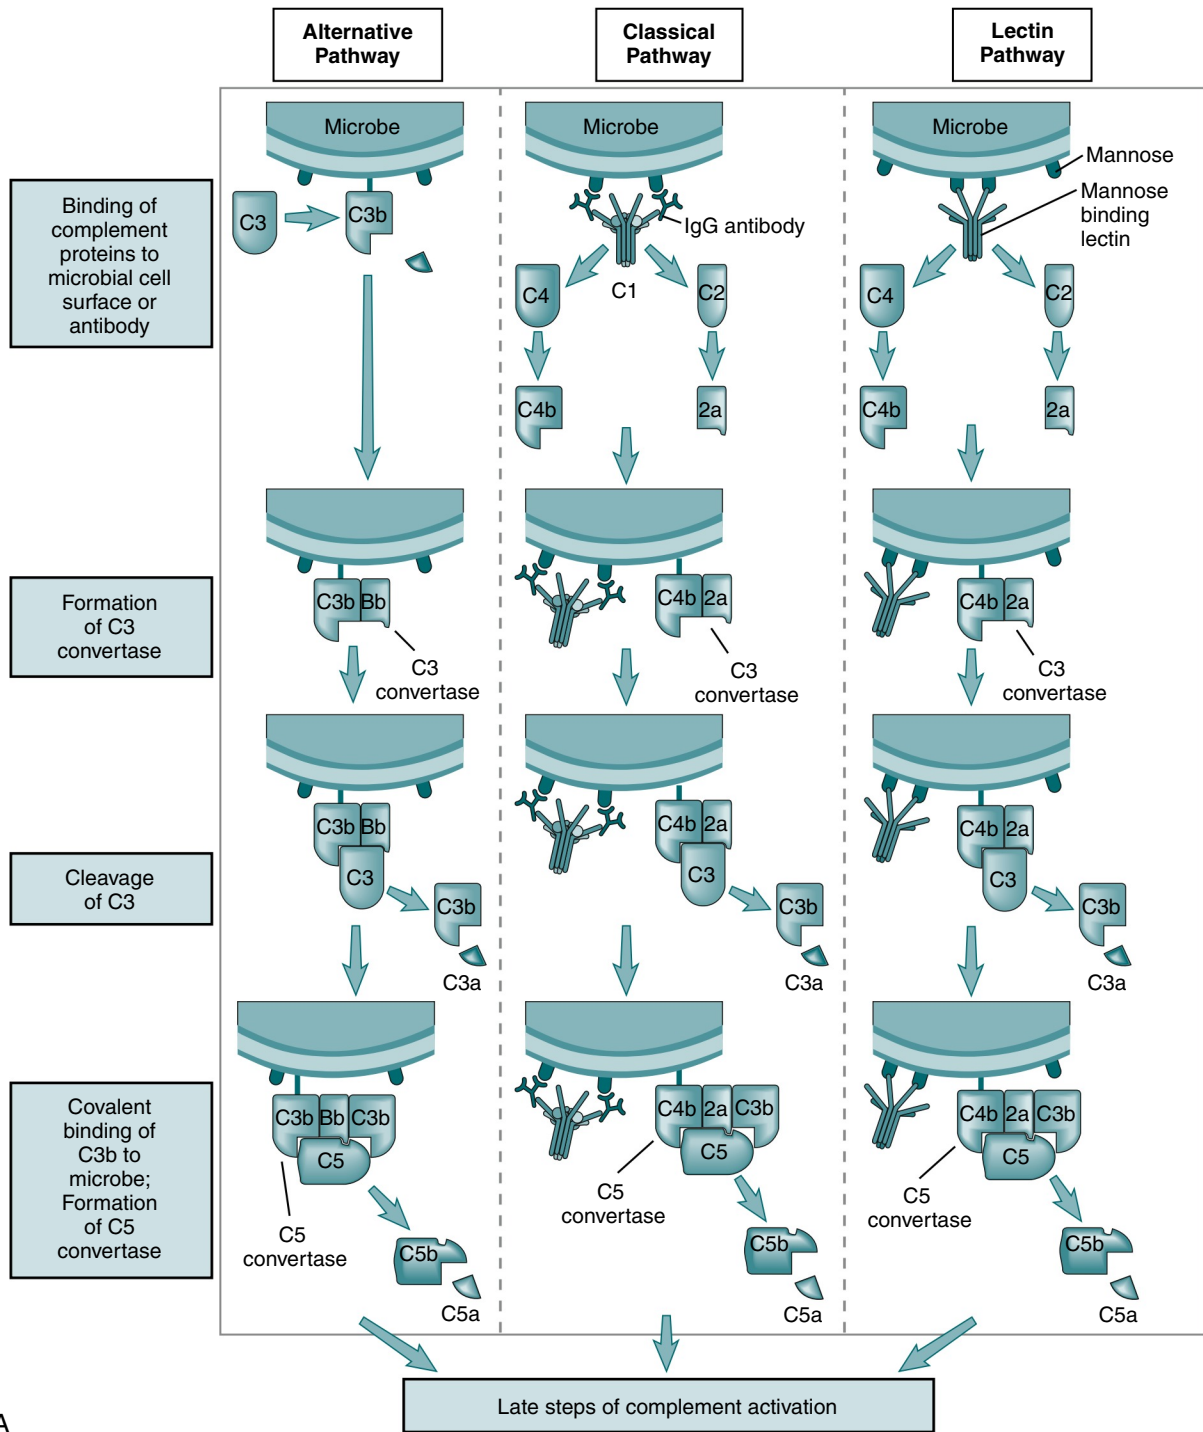 Alternative
Pathway
Classical
Pathway
Lectin
Pathway
Binding of
complement
proteins to
microbial cell
surface or
antibody
Microbe
C3
C3b
Microbe
IgG antibody
C4
C1
C2
C4b
2a
Microbe
Mannose
Mannose
binding
lectin
C4
C2
C4b
2a
Formation
of C3
convertase
C3b
Bb
C3
convertase
C4b
2a
C3
convertase
C4b
2a
C3
convertase
Cleavage
of C3
C3b
Bb
C3
C3b
C3a
C4b
2a
C3
C3b
C3a
C4b
2a
C3
C3b
C3a
Covalent
binding of
C3b to
microbe;
Formation
of C5
convertase
C3b
Bb
C3b
C5
C5
convertase
C5b
C5a
C4b
2a
C3b
C5
C5
convertase
C5b
C5a
C4b
2a
C3b
C5
C5
convertase
C5b
C5a
Late steps of complement activation
A